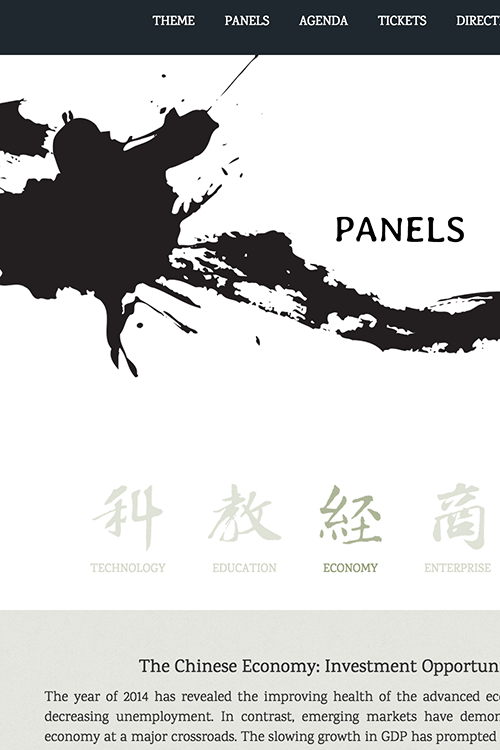 THEME PANELS AGENDA TICKETS DIRECT
PANELS
科 教 経 商
TECHNOLOGY EDUCATION ECONOMY ENTERPRISE
The Chinese Economy: Investment Opportun
The year of 2014 has revealed the improving health of the advanced eco
decreasing unemployment. In contrast, emerging markets have demon
economy at a major crossroads. The slowing growth in GDP has prompted